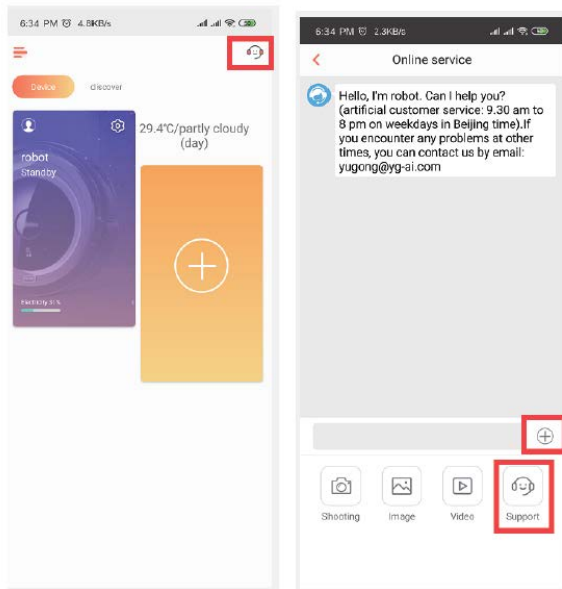 6:34 PM 4.8KB/s
Device discover
29.4°C/partly cloudy
(day)
robot
Standby
Electricity 31%
6:34 PM 2.3KB/s
Online service
Hello, I'm robot. Can I help you?
(artificial customer service: 9.30 am to
8 pm on weekdays in Beijing time).If
you encounter any problems at other
times, you can contact us by email:
yugong@yg-ai.com
Shooting Image Video Support